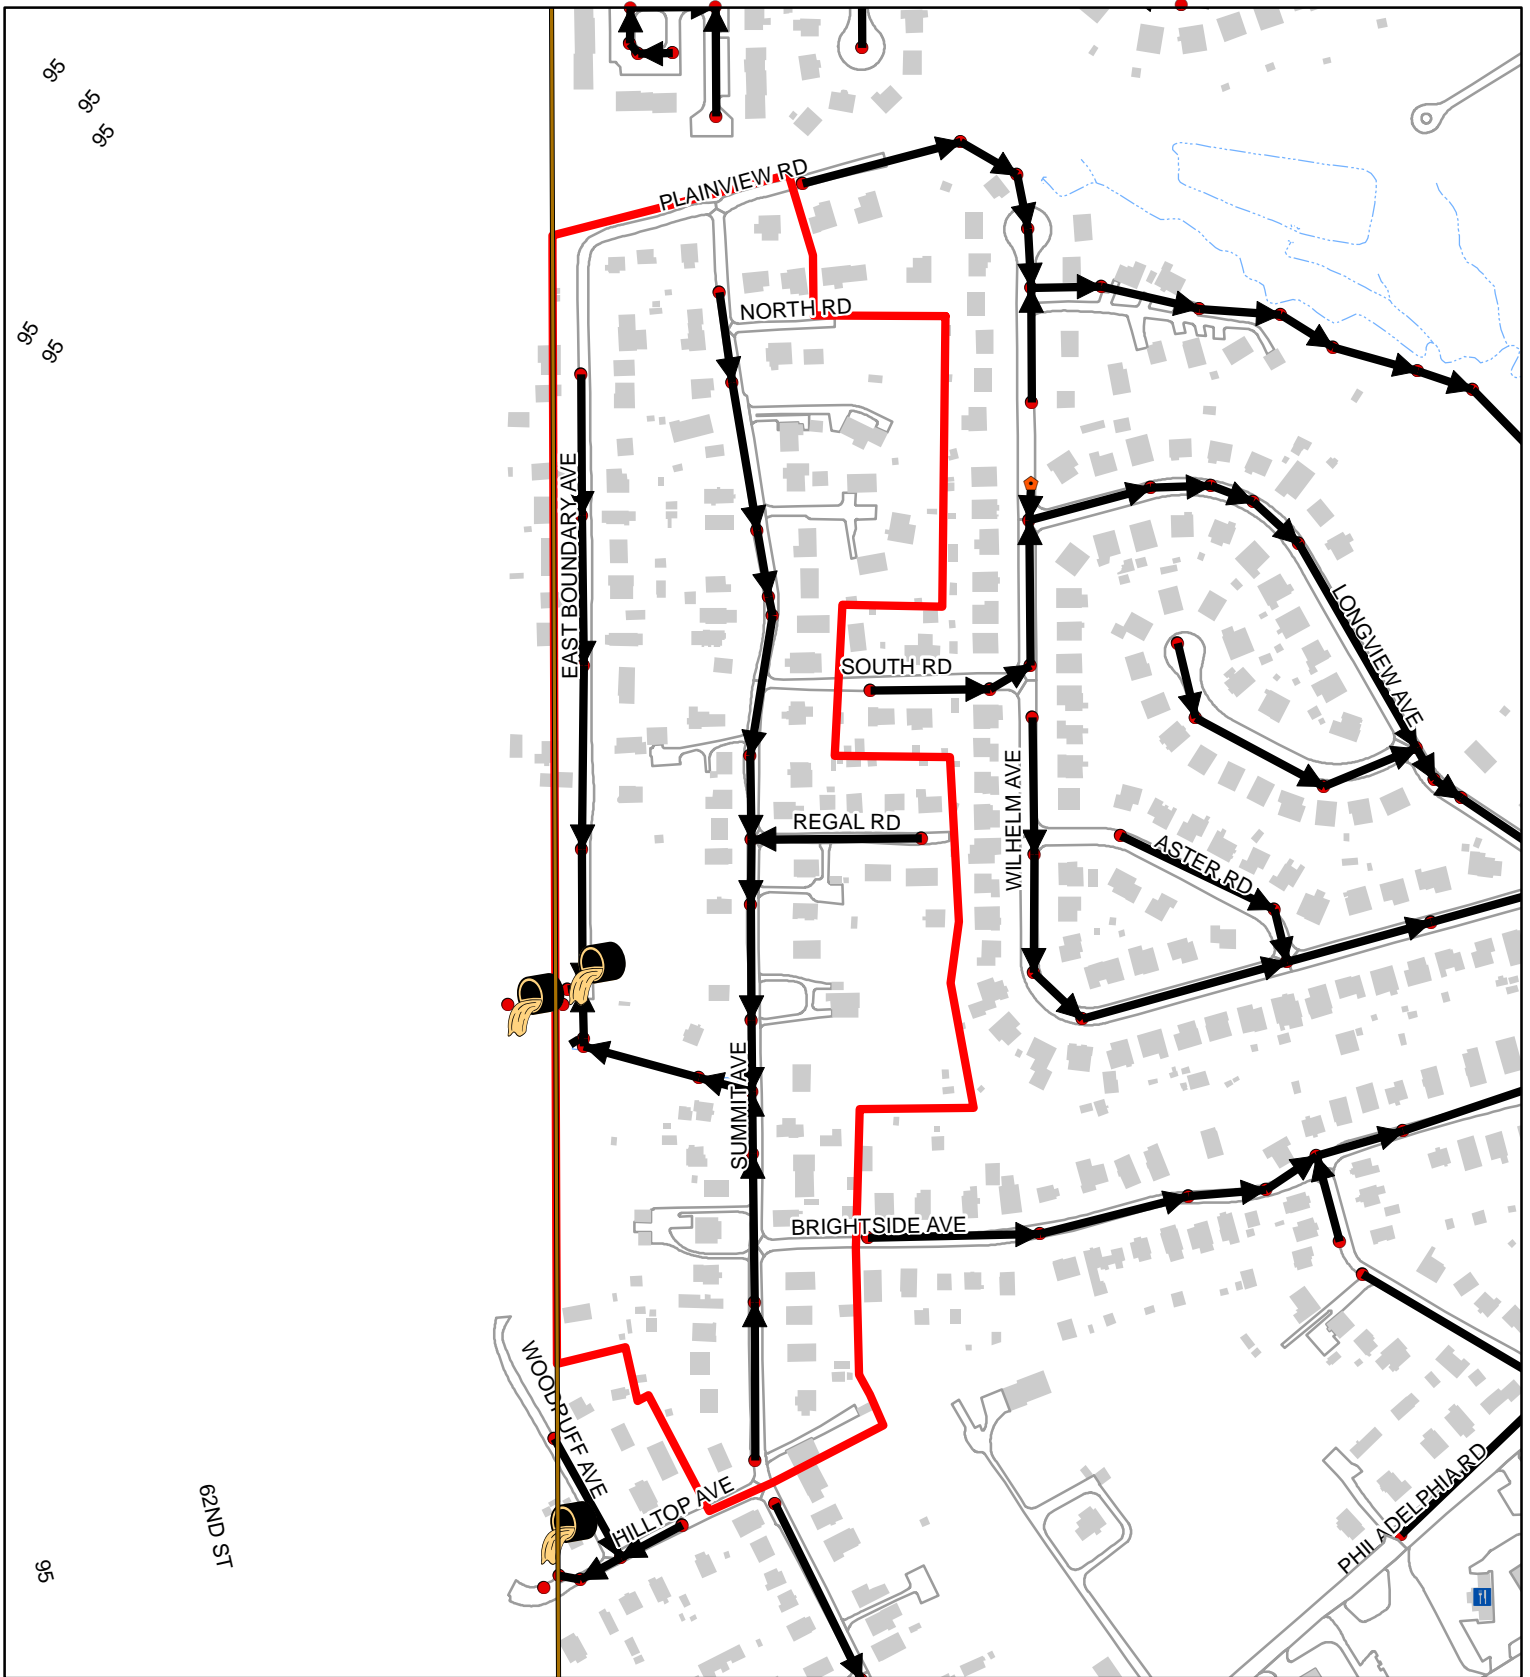 95
95
95
PLAINVIEW RD
NORTH RD
95
95
EAST BOUNDARY AVE
LONGVIEW AVE
SOUTH RD
WILHELM AVE
REGAL RD
ASTER RD
SUMMIT AVE
BRIGHTSIDE AVE
WOODRUFF AVE
HILLTOP AVE
PHILADELPHIA RD
62ND ST
95